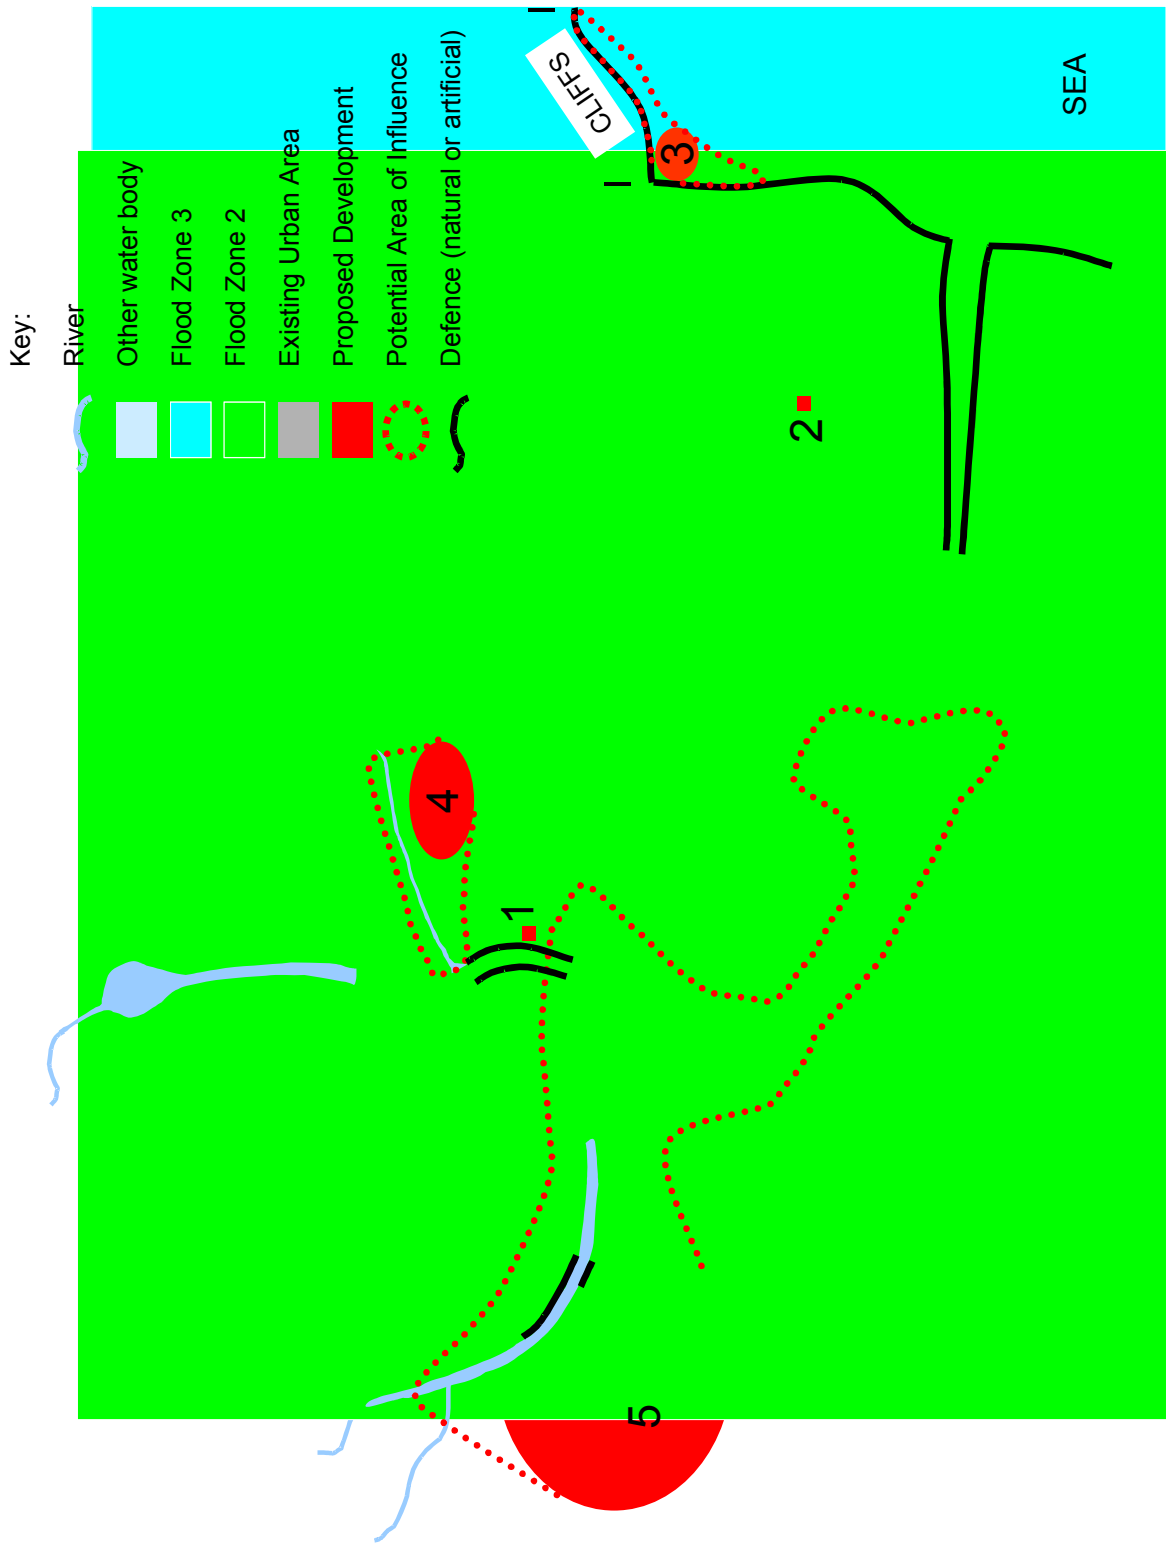 Key:
River
Other water body
Flood Zone 3
Flood Zone 2
Existing Urban Area
Proposed Development
Potential Area of Influence
Defence (natural or artificial)
CLIFFS
SEA
3
2
4
1
5